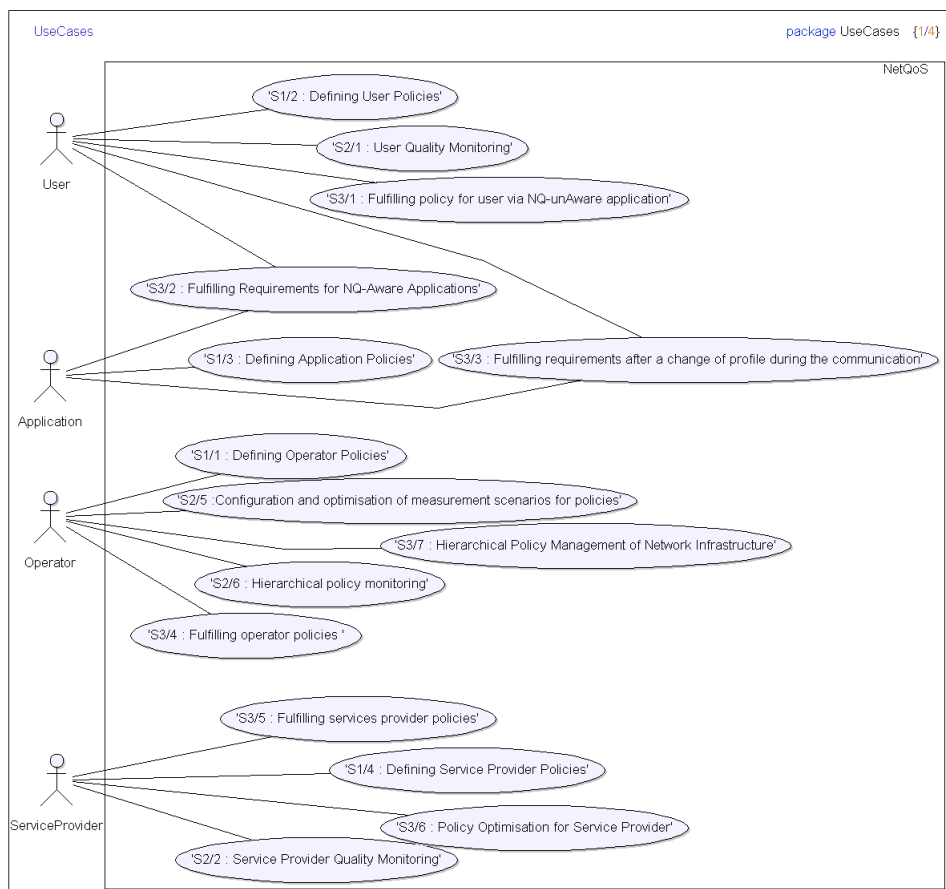 UseCases
package UseCases {1/4}
NetQoS
'S1/2 : Defining User Policies'
'S2/1 : User Quality Monitoring'
User
'S3/1 : Fulfilling policy for user via NQ-unAware application'
'S3/2 : Fulfilling Requirements for NQ-Aware Applications'
'S1/3 : Defining Application Policies'
'S3/3 : Fulfilling requirements after a change of profile during the communication'
Application
'S1/1 : Defining Operator Policies'
'S2/5 :Configuration and optimisation of measurement scenarios for policies'
'S3/7 : Hierarchical Policy Management of Network Infrastructure'
Operator
'S2/6 : Hierarchical policy monitoring'
'S3/4 : Fulfilling operator policies '
'S3/5 : Fulfilling services provider policies'
'S1/4 : Defining Service Provider Policies'
ServiceProvider
'S3/6 : Policy Optimisation for Service Provider'
'S2/2 : Service Provider Quality Monitoring'